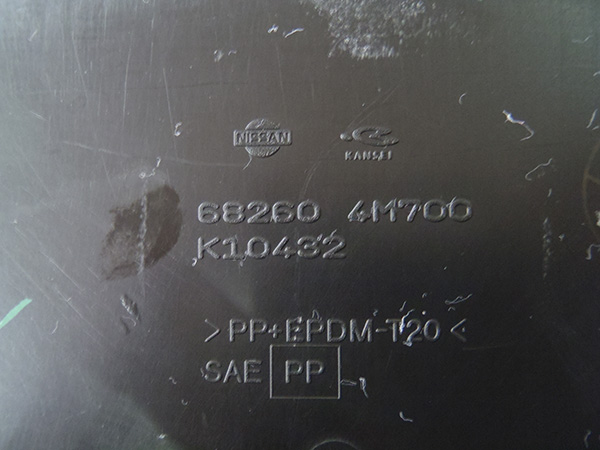 NISSAN KANSEI
68260 4M700
K10432
>PP+EPDM-T20<
SAE PP